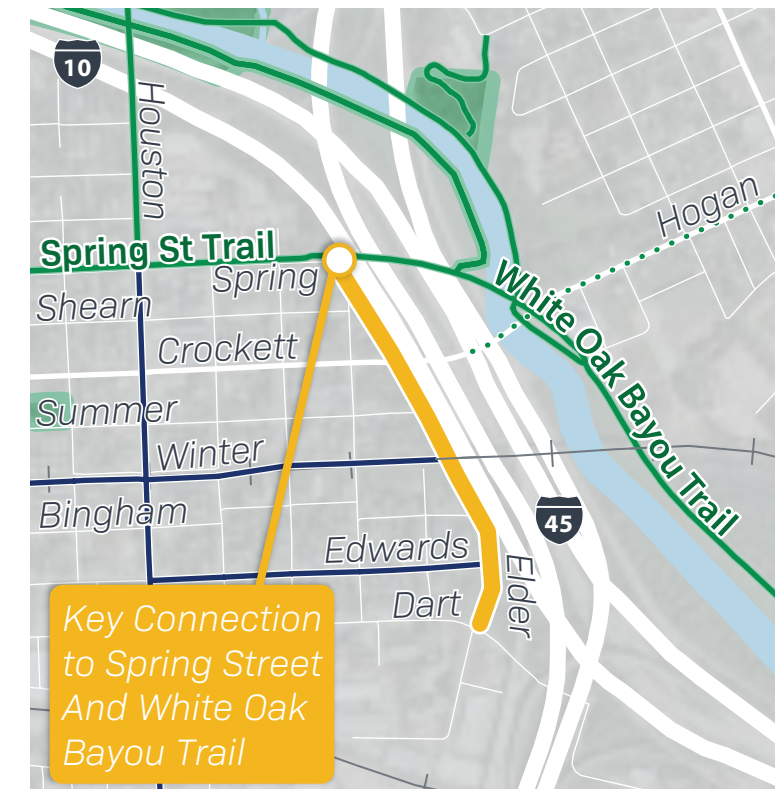 10
Houston
Hogan
Spring St Trail
Spring
White Oak Bayou Trail
Shearn
Crockett
Summer
Winter
Bingham
45
Edwards
Elder
Dart
Key Connection
to Spring Street
And White Oak
Bayou Trail